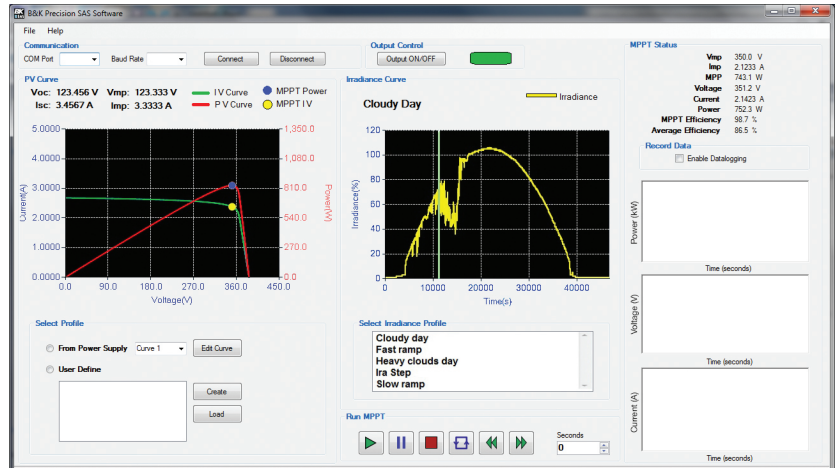 B&K Precision SAS Software
File Help
Communication
COM Port Baud Rate Connect Disconnect
Output Control
Output ON/OFF
PV Curve
Voc: 123.456 V Vmp: 123.333 V
Isc: 3.4567 A Imp: 3.3333 A
I V Curve MPPT Power
P V Curve MPPT I V
5.0000
4.0000
3.0000
2.0000
1.0000
0.0000
Current(A)
1,350.0
1,080.0
810.0
540.0
270.0
0.0
Power(W)
0.0 90.0 180.0 270.0 360.0 450.0
Voltage(V)
Irradiance Curve
Cloudy Day
Irradiance
120
100
80
60
40
20
0
Irradiance(%)
0 10000 20000 30000 40000
Time(s)
MPPT Status
Vmp 350.0 V
Imp 2.1233 A
MPP 743.1 W
Voltage 351.2 V
Current 2.1423 A
Power 752.3 W
MPPT Efficiency 98.7 %
Average Efficiency 86.5 %
Record Data
Enable Datalogging
Power (kW)
Time (seconds)
Voltage (V)
Time (seconds)
Current (A)
Time (seconds)
Select Profile
From Power Supply Curve 1 Edit Curve
User Define
Create
Load
Select Irradiance Profile
Cloudy day
Fast ramp
Heavy clouds day
Ira Step
Slow ramp
Run MPPT
Seconds
0